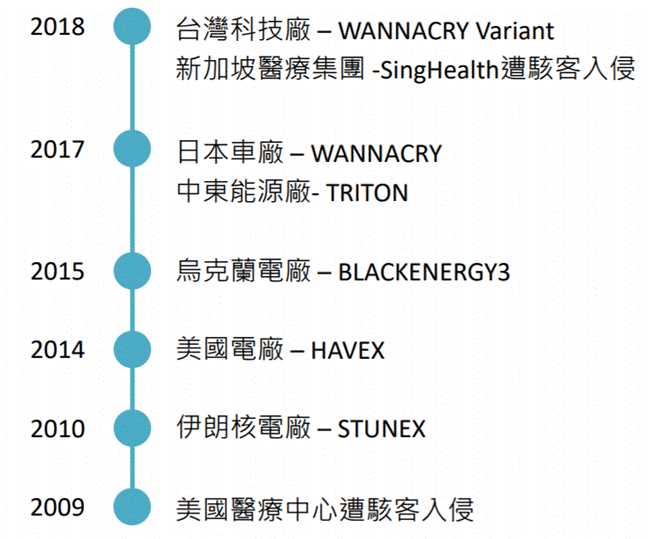 2018 台灣科技廠 – WANNACRY Variant
新加坡醫療集團 -SingHealth遭駭客入侵
2017 日本車廠 – WANNACRY
中東能源廠- TRITON
2015 烏克蘭電廠 – BLACKENERGY3
2014 美國電廠 – HAVEX
2010 伊朗核電廠 – STUNEX
2009 美國醫療中心遭駭客入侵